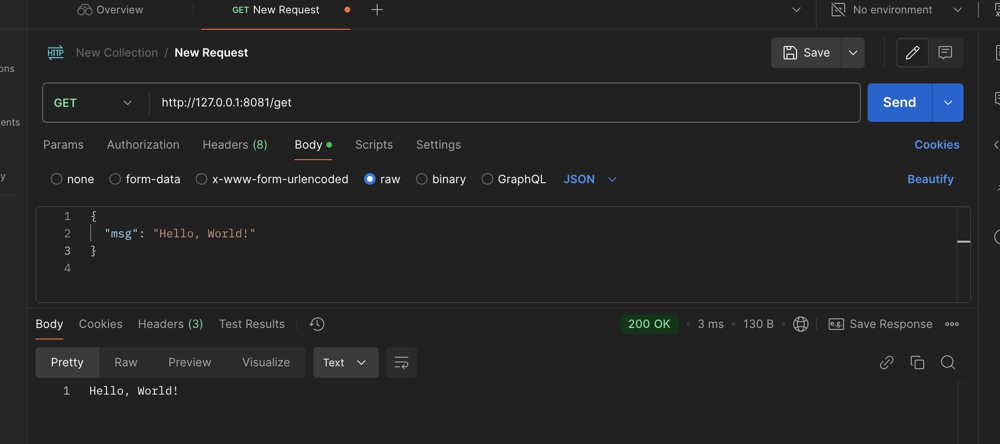 Overview
GET New Request
No environment
HTTP New Collection / New Request
Save
ons
GET
http://127.0.0.1:8081/get
Send
ents
Params Authorization Headers (8) Body Scripts Settings
Cookies
y
none form-data x-www-form-urlencoded raw binary GraphQL JSON
Beautify
1 {
2 "msg": "Hello, World!"
3 }
4
Body Cookies Headers (3) Test Results
200 OK • 3 ms • 130 B • e.g. Save Response
Pretty Raw Preview Visualize Text
1 Hello, World!